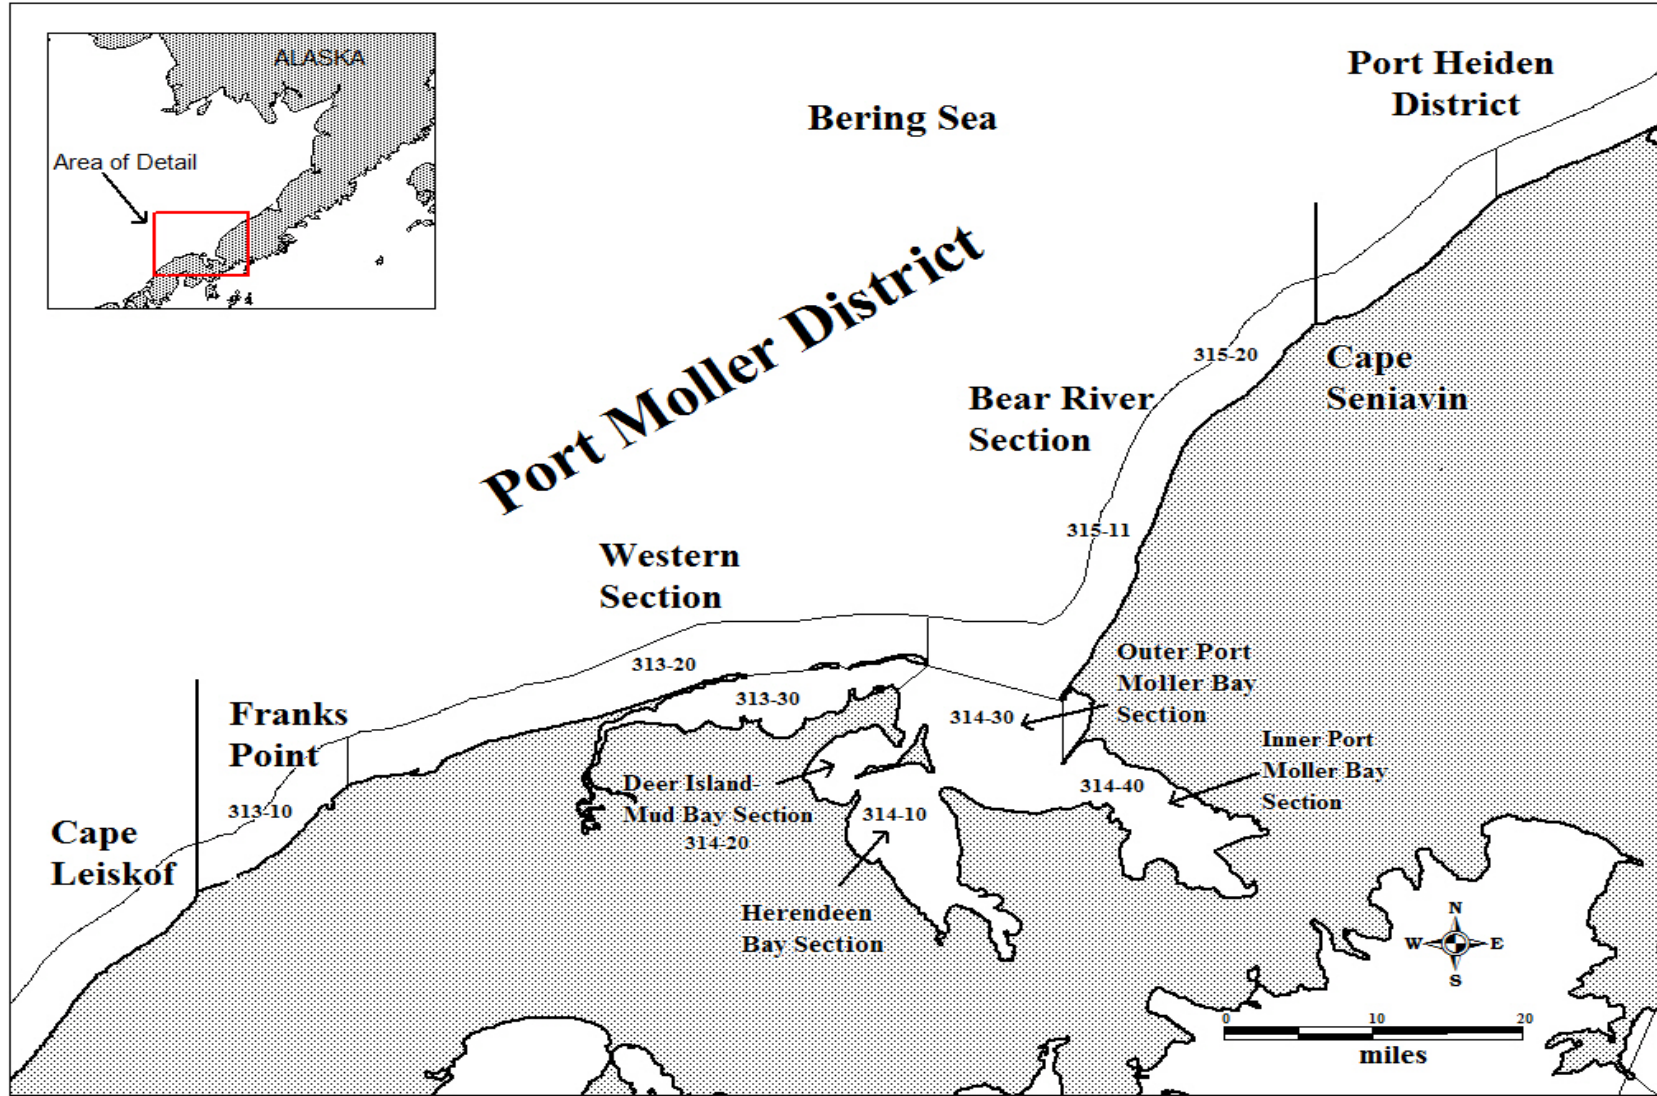 ALASKA
Area of Detail
Bering Sea
Port Heiden
District
Port Moller District
Cape
Seniavin
315-20
Bear River
Section
315-11
Western
Section
313-20
313-30
Outer Port
Moller Bay
Section
314-30
Inner Port
Moller Bay
Section
314-40
Franks
Point
313-10
Cape
Leiskof
Deer Island-
Mud Bay Section
314-20
314-10
Herendeen
Bay Section
N
W
E
S
0
10
20
miles